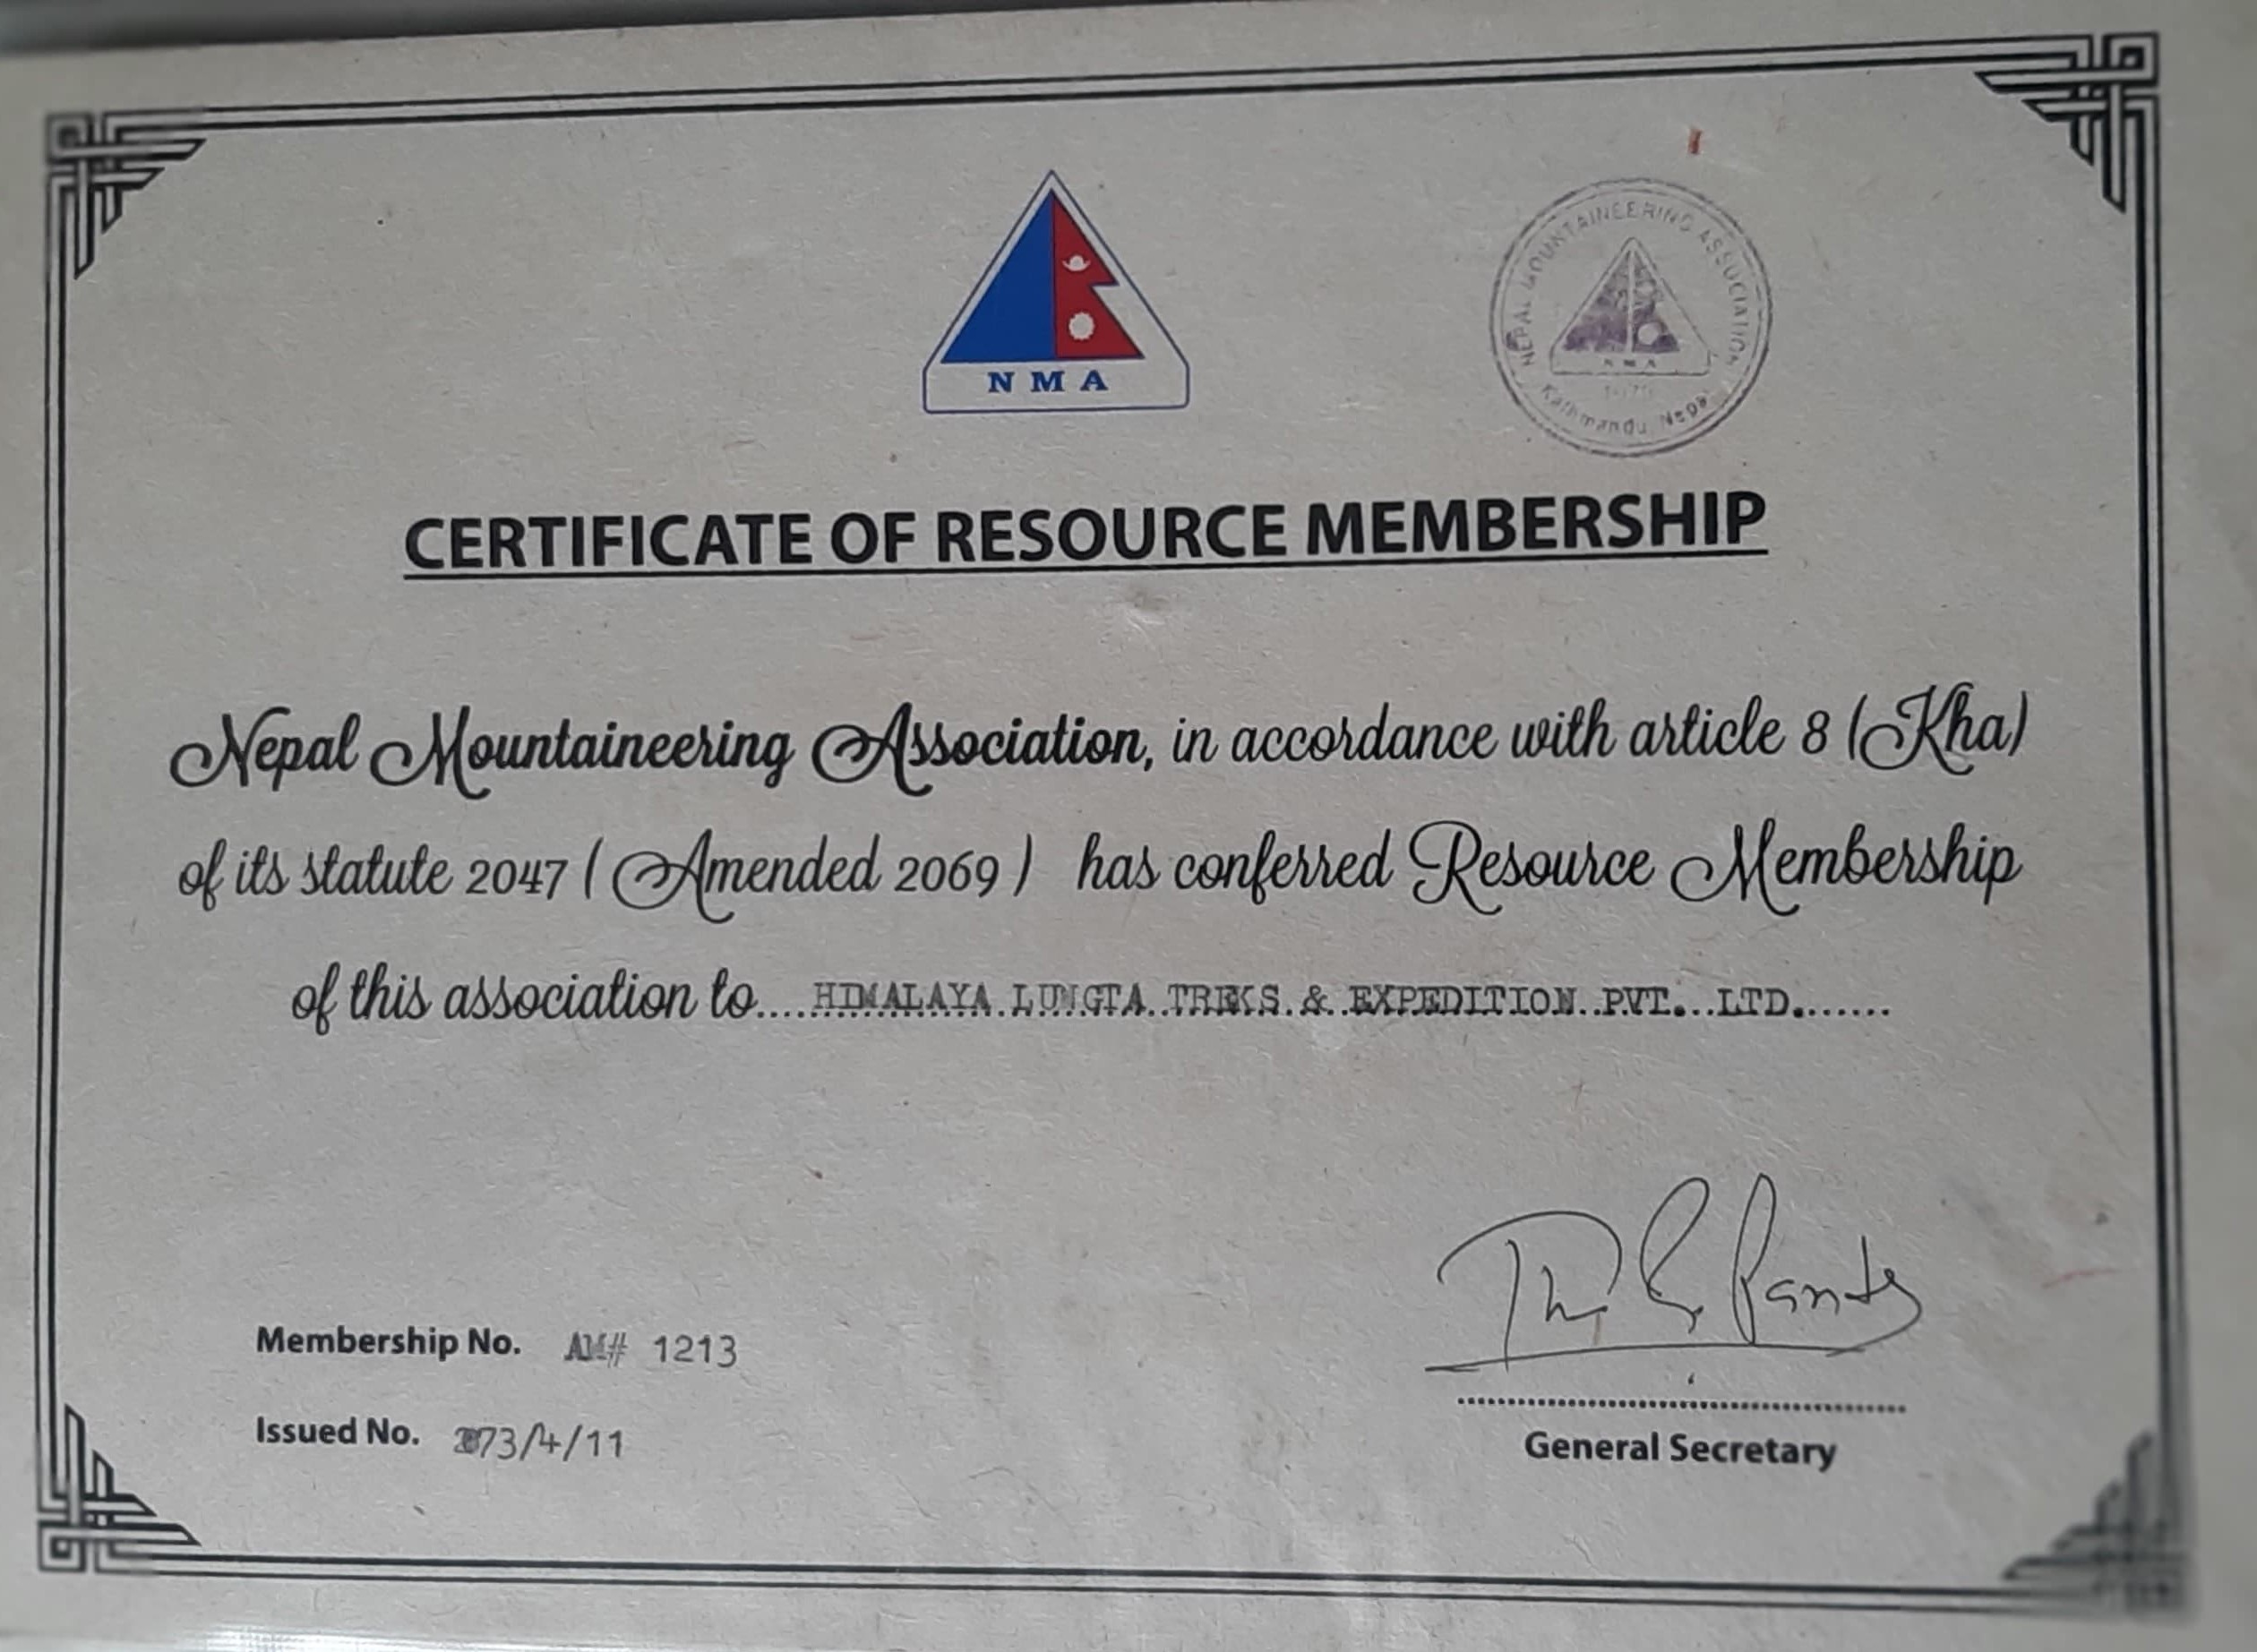 NMA
NEPAL MOUNTAINEERING ASSOCIATION
NMA
Kathmandu, Nepal
CERTIFICATE OF RESOURCE MEMBERSHIP
Nepal Mountaineering Association, in accordance with article 8 (Kha)
of its statute 2047 (Amended 2069) has conferred Resource Membership
of this association to....HIMALAYA LUNGTA TREKS & EXPEDITION PVT. LTD.......
Membership No. AM# 1213
Issued No. 2073/4/11
General Secretary